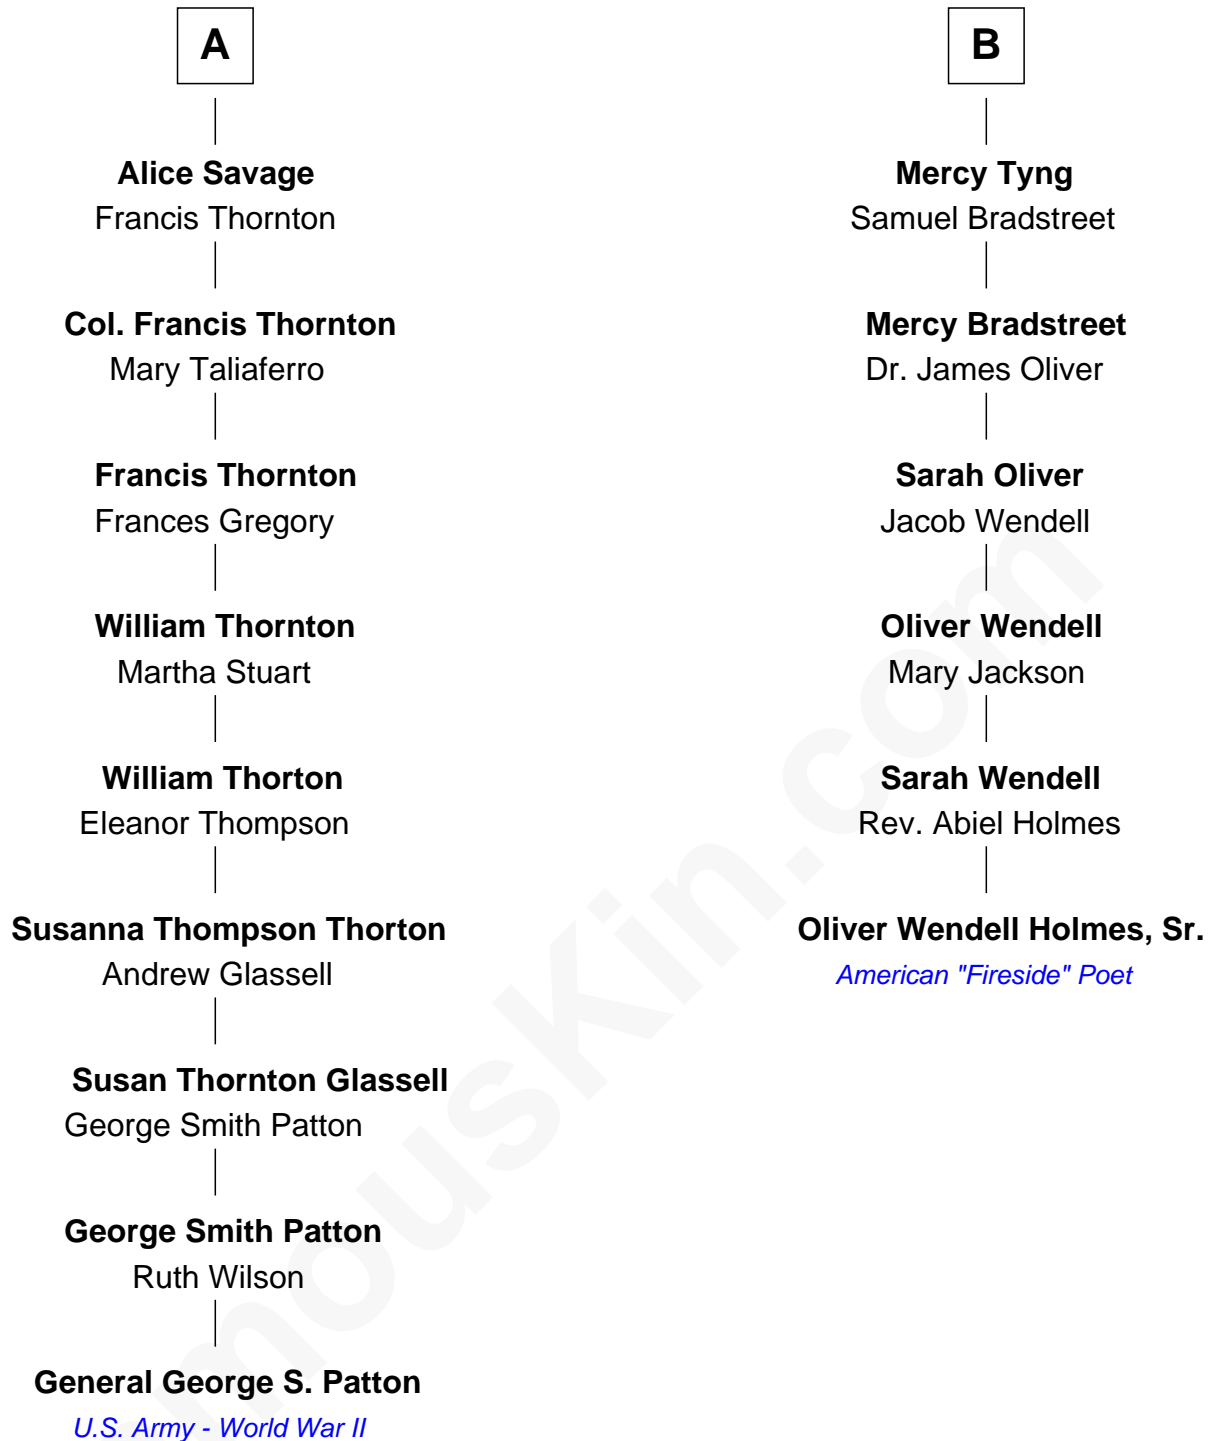 A
Alice Savage
Francis Thornton
Col. Francis Thornton
Mary Taliaferro
Francis Thornton
Frances Gregory
William Thornton
Martha Stuart
William Thorton
Eleanor Thompson
Susanna Thompson Thorton
Andrew Glassell
Susan Thornton Glassell
George Smith Patton
George Smith Patton
Ruth Wilson
General George S. Patton
U.S. Army - World War II
B
Mercy Tyng
Samuel Bradstreet
Mercy Bradstreet
Dr. James Oliver
Sarah Oliver
Jacob Wendell
Oliver Wendell
Mary Jackson
Sarah Wendell
Rev. Abiel Holmes
Oliver Wendell Holmes, Sr.
American "Fireside" Poet
mousKin.com